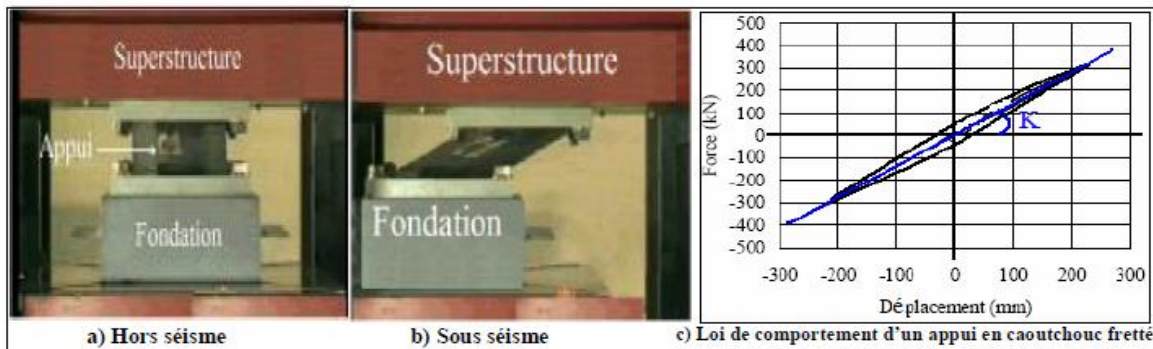 Superstructure
Appui
Fondation
a) Hors séisme
Superstructure
Fondation
b) Sous séisme
Force (kN)
500
400
300
200
100
0
-100
-200
-300
-400
-500
K
-300 -200 -100 0 100 200 300
Dé placement (mm)
c) Loi de comportement d'un appui en caoutchouc fretté